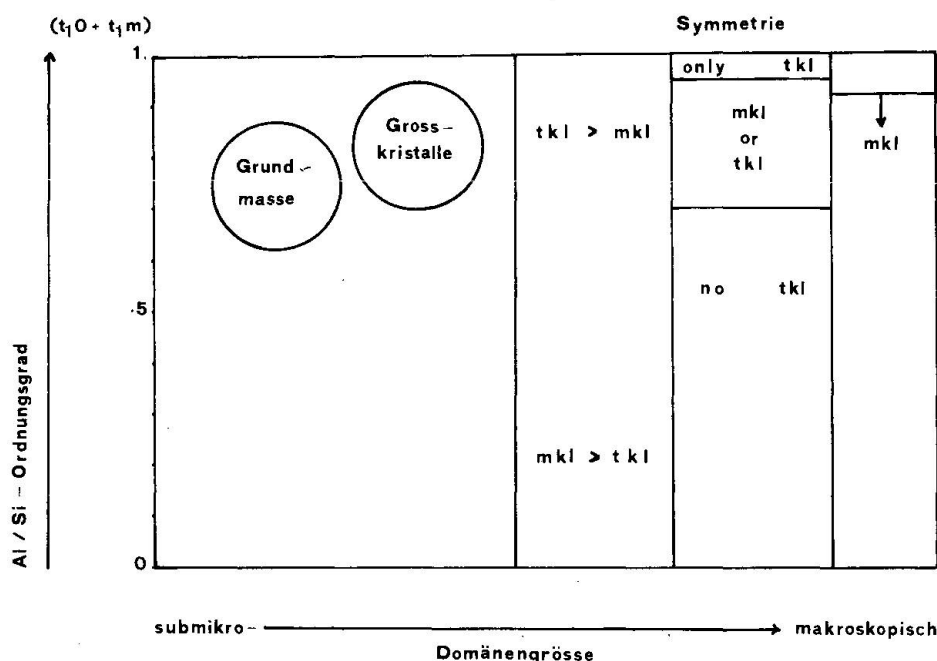 (t₁O + t₁m)
Symmetrie
1.
only tkl
Gross-
kristalle
tkl > mkl
mkl
or
tkl
mkl
Grund-
masse
.5
no tkl
mkl > tkl
0
Al / Si - Ordnungsgrad
submikro-
makroskopisch
Domänengrösse